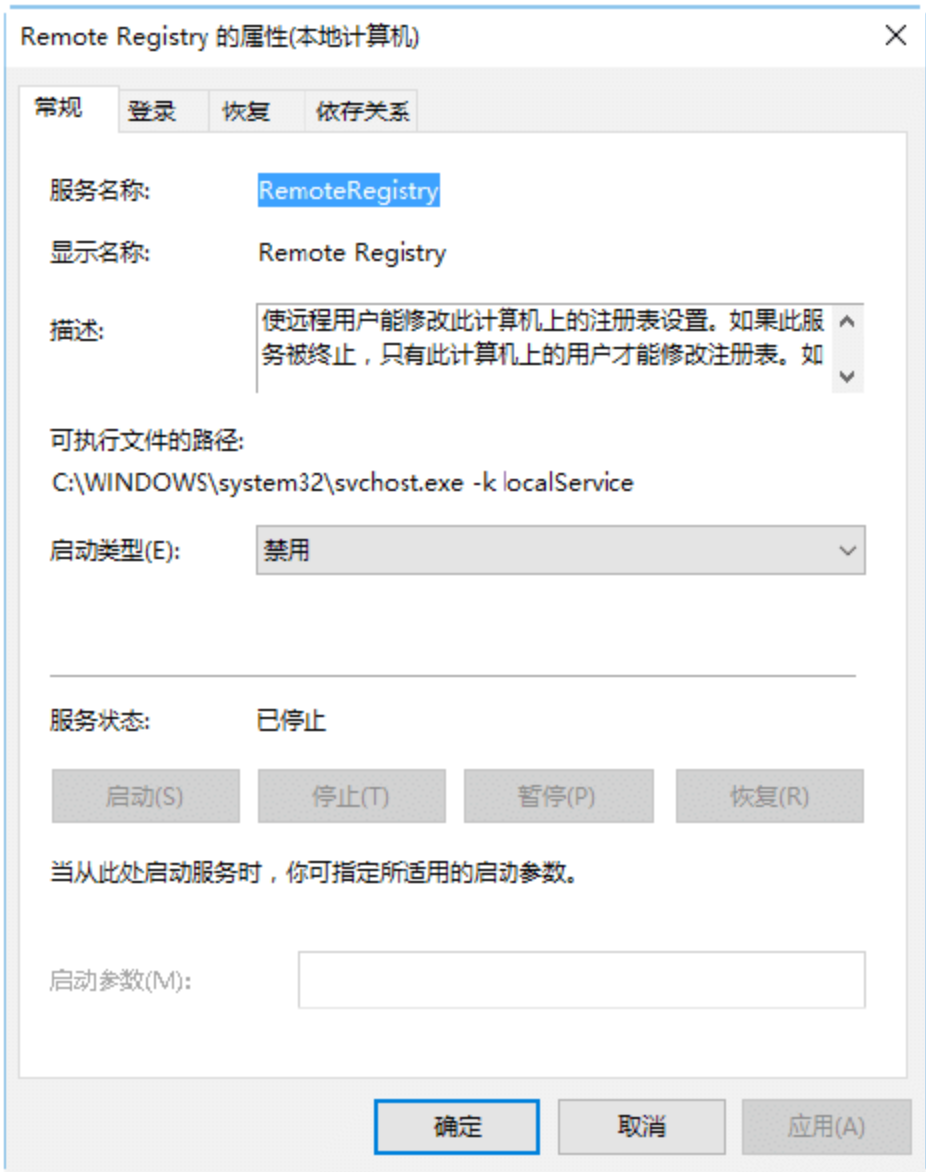 Remote Registry 的属性(本地计算机)
常规 登录 恢复 依存关系
服务名称: RemoteRegistry
显示名称: Remote Registry
描述: 使远程用户能修改此计算机上的注册表设置。如果此服
务被终止，只有此计算机上的用户才能修改注册表。如
可执行文件的路径:
C:\WINDOWS\system32\svchost.exe -k localService
启动类型(E): 禁用
服务状态: 已停止
启动(S) 停止(T) 暂停(P) 恢复(R)
当从此处启动服务时，你可指定所适用的启动参数。
启动参数(M):
确定 取消 应用(A)